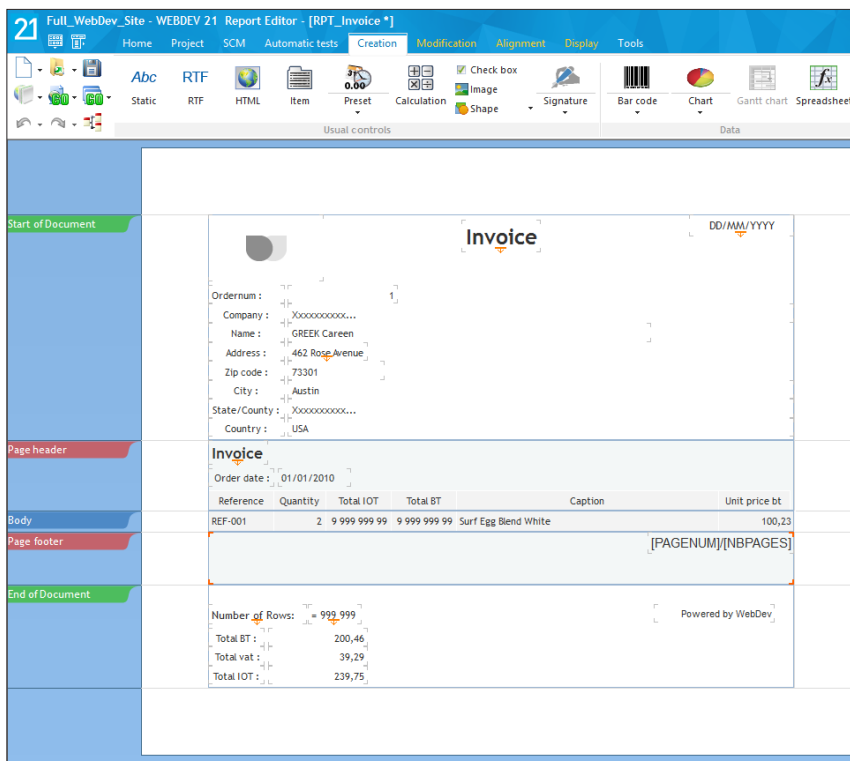 21 Full_WebDev_Site - WEBDEV 21 Report Editor - [RPT_Invoice *]
Home Project SCM Automatic tests Creation Modification Alignment Display Tools
Abc RTF 0.00 Check box
Image
Static RTF HTML Item Preset Calculation Shape Signature Bar code Chart Gantt chart Spreadsheet
GO GO
Usual controls Data
Start of Document
Invoice DD/MM/YYYY
Ordernum : 1
Company : Xxxxxxxxxx...
Name : GREEK Careen
Address : 462 Rose Avenue
Zip code : 73301
City : Austin
State/County : Xxxxxxxxxx...
Country : USA
Page header
Invoice
Order date : 01/01/2010
Reference Quantity Total IOT Total BT Caption Unit price bt
Body
REF-001 2 9 999 999 99 9 999 999 99 Surf Egg Blend White 100,23
Page footer
[PAGENUM]/[NBPAGES]
End of Document
Number of Rows: = 999 999 Powered by WebDev
Total BT : 200,46
Total vat : 39,29
Total IOT : 239,75